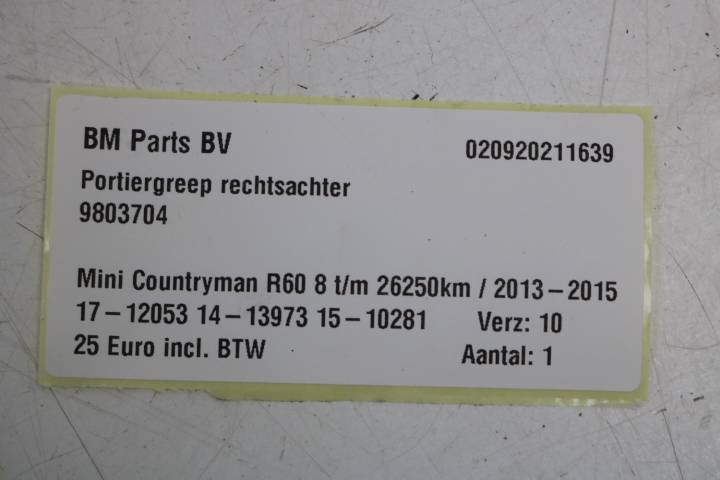 BM Parts BV 020920211639
Portiergreep rechtsachter
9803704
Mini Countryman R60 8 t/m 26250km / 2013-2015
17-12053 14-13973 15-10281 Verz: 10
25 Euro incl. BTW Aantal: 1